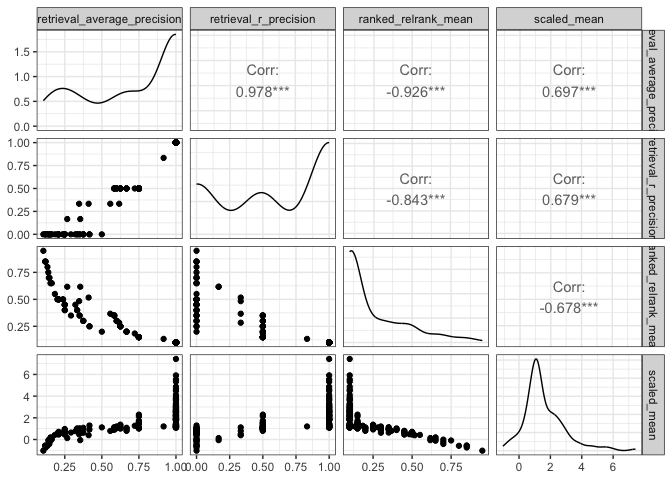 retrieval_average_precision
retrieval_r_precision
ranked_relrank_mean
scaled_mean
1.5
1.0
0.5
0.0
Corr:
0.978***
Corr:
-0.926***
Corr:
0.697***
eval_average_preci
1.00
0.75
0.50
0.25
0.00
Corr:
-0.843***
Corr:
0.679***
etrieval_r_precision
0.75
0.50
0.25
Corr:
-0.678***
anked_relrank_mea
6
4
2
0
scaled_mean
0.25 0.50 0.75 1.00
0.00 0.25 0.50 0.75 1.00
0.25 0.50 0.75
0 2 4 6